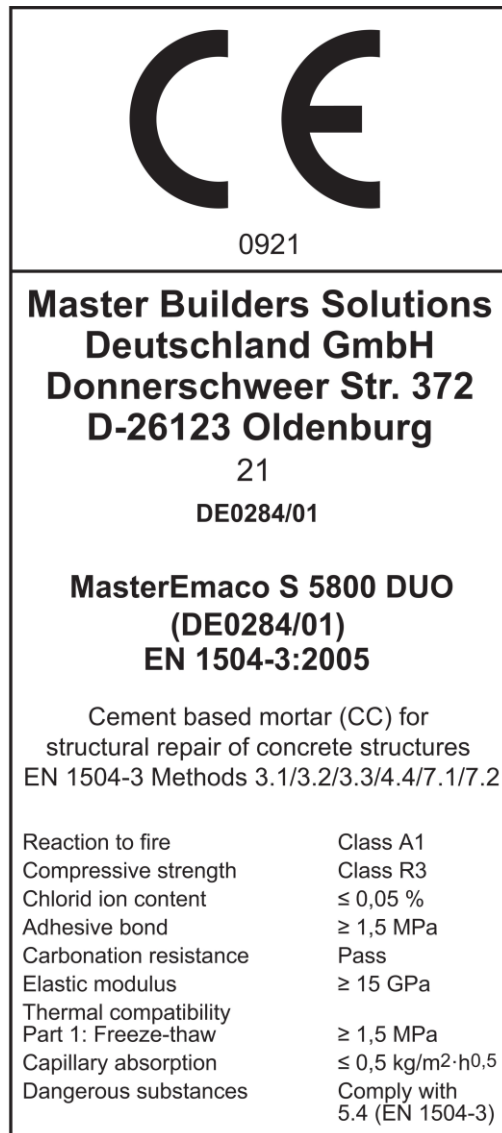 CE
0921
Master Builders Solutions
Deutschland GmbH
Donnerschweer Str. 372
D-26123 Oldenburg
21
DE0284/01
MasterEmaco S 5800 DUO
(DE0284/01)
EN 1504-3:2005
Cement based mortar (CC) for
structural repair of concrete structures
EN 1504-3 Methods 3.1/3.2/3.3/4.4/7.1/7.2
Reaction to fire Class A1
Compressive strength Class R3
Chlorid ion content ≤ 0,05 %
Adhesive bond ≥ 1,5 MPa
Carbonation resistance Pass
Elastic modulus ≥ 15 GPa
Thermal compatibility
Part 1: Freeze-thaw ≥ 1,5 MPa
Capillary absorption ≤ 0,5 kg/m2·h0,5
Dangerous substances Comply with
5.4 (EN 1504-3)